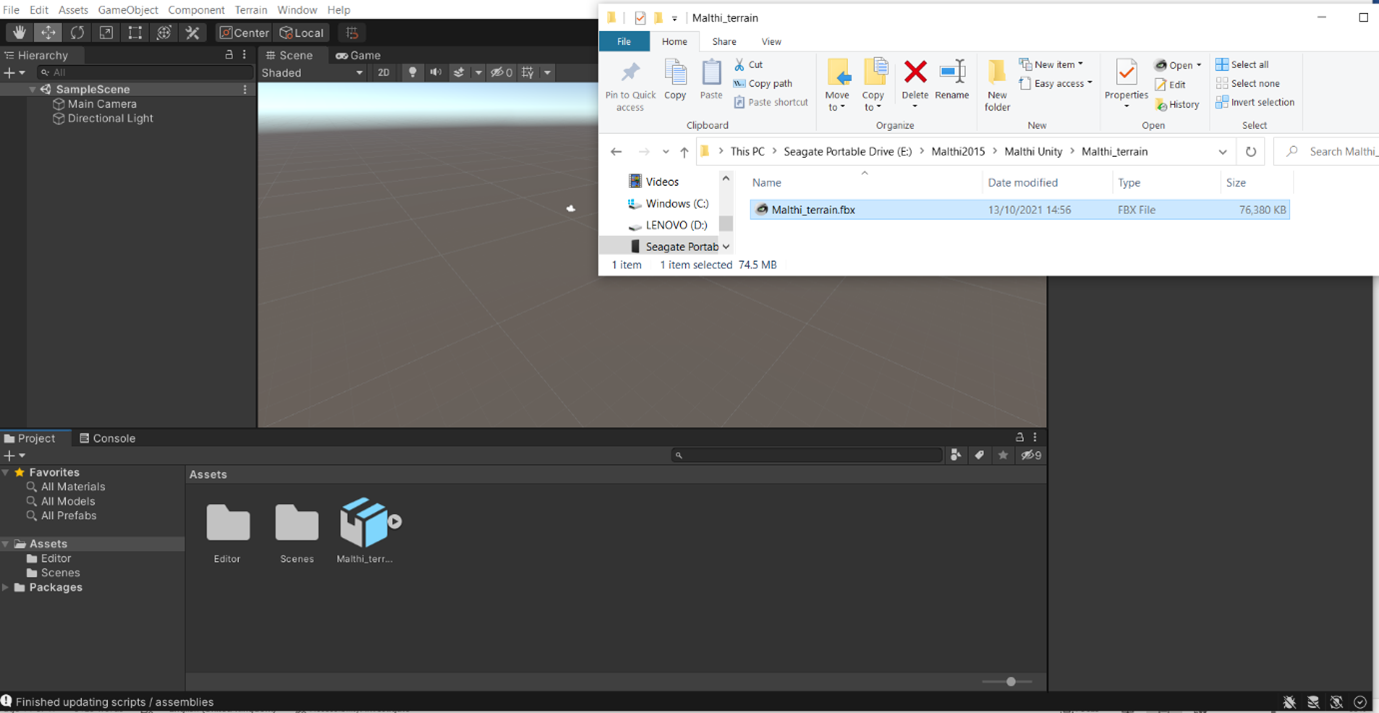 File Edit Assets GameObject Component Terrain Window Help
Center Local
Hierarchy
All
SampleScene
Main Camera
Directional Light
Scene Game
Shaded 2D 0
Malthi_terrain
File Home Share View
Pin to Quick access
Copy
Paste
Cut
Copy path
Paste shortcut
Clipboard
Move to
Copy to
Delete
Rename
Organize
New folder
New item
Easy access
New
Properties
Open
Edit
History
Open
Select all
Select none
Invert selection
Select
This PC > Seagate Portable Drive (E:) > Malthi2015 > Malthi Unity > Malthi_terrain
Search Malthi_
Videos
Windows (C:)
LENOVO (D:)
Seagate Portab
Name Date modified Type Size
Malthi_terrain.fbx 13/10/2021 14:56 FBX File 76,380 KB
1 item 1 item selected 74.5 MB
Project Console
9
Favorites
All Materials
All Models
All Prefabs
Assets
Editor
Scenes
Packages
Assets
Editor Scenes Malthi_terr...
Finished updating scripts / assemblies